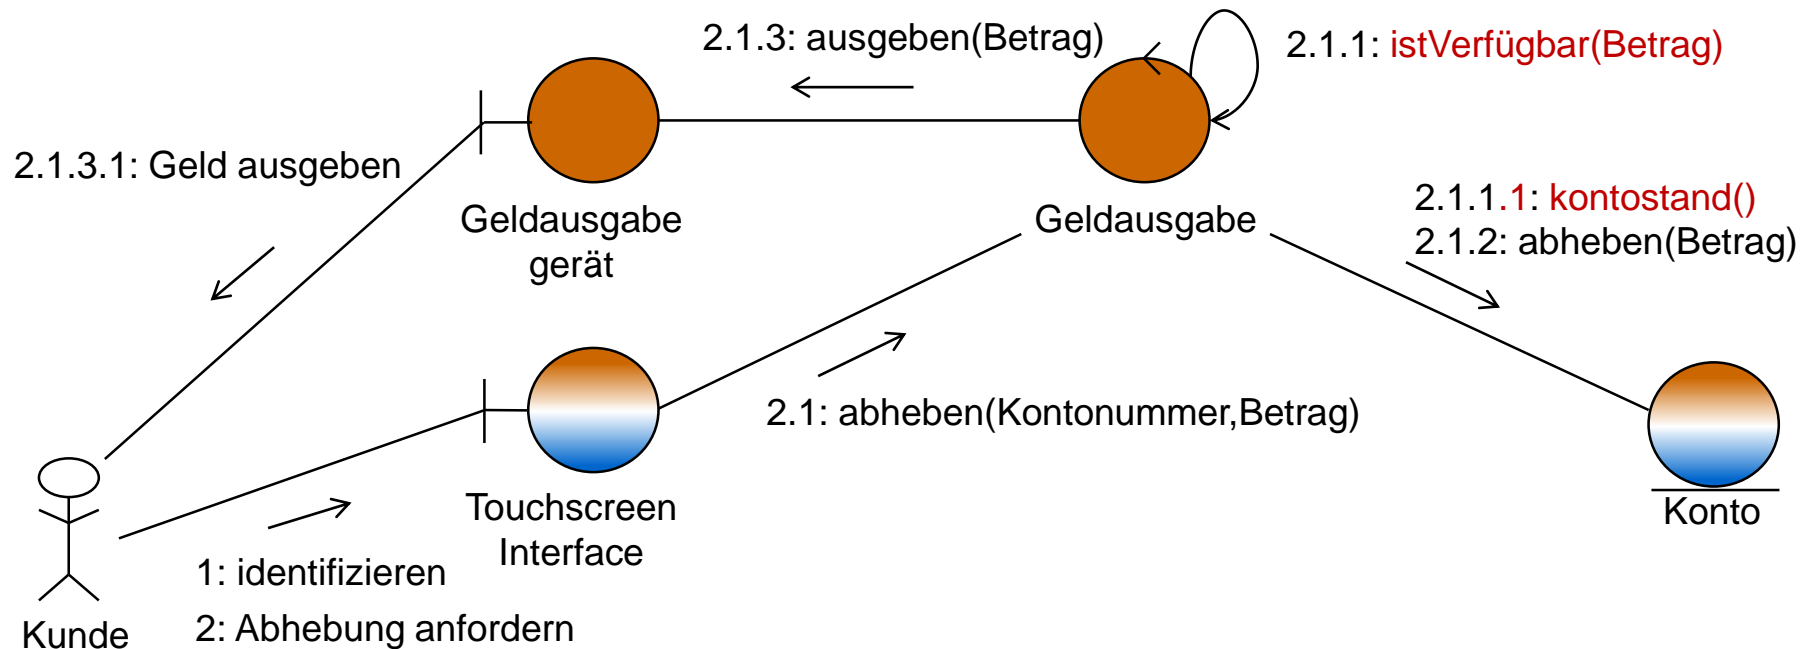 2.1.3: ausgeben(Betrag)
2.1.1: istVerfügbar(Betrag)
2.1.3.1: Geld ausgeben
Geldausgabe
gerät
Geldausgabe
2.1.1.1: kontostand()
2.1.2: abheben(Betrag)
2.1: abheben(Kontonummer,Betrag)
Touchscreen
Interface
Konto
1: identifizieren
2: Abhebung anfordern
Kunde